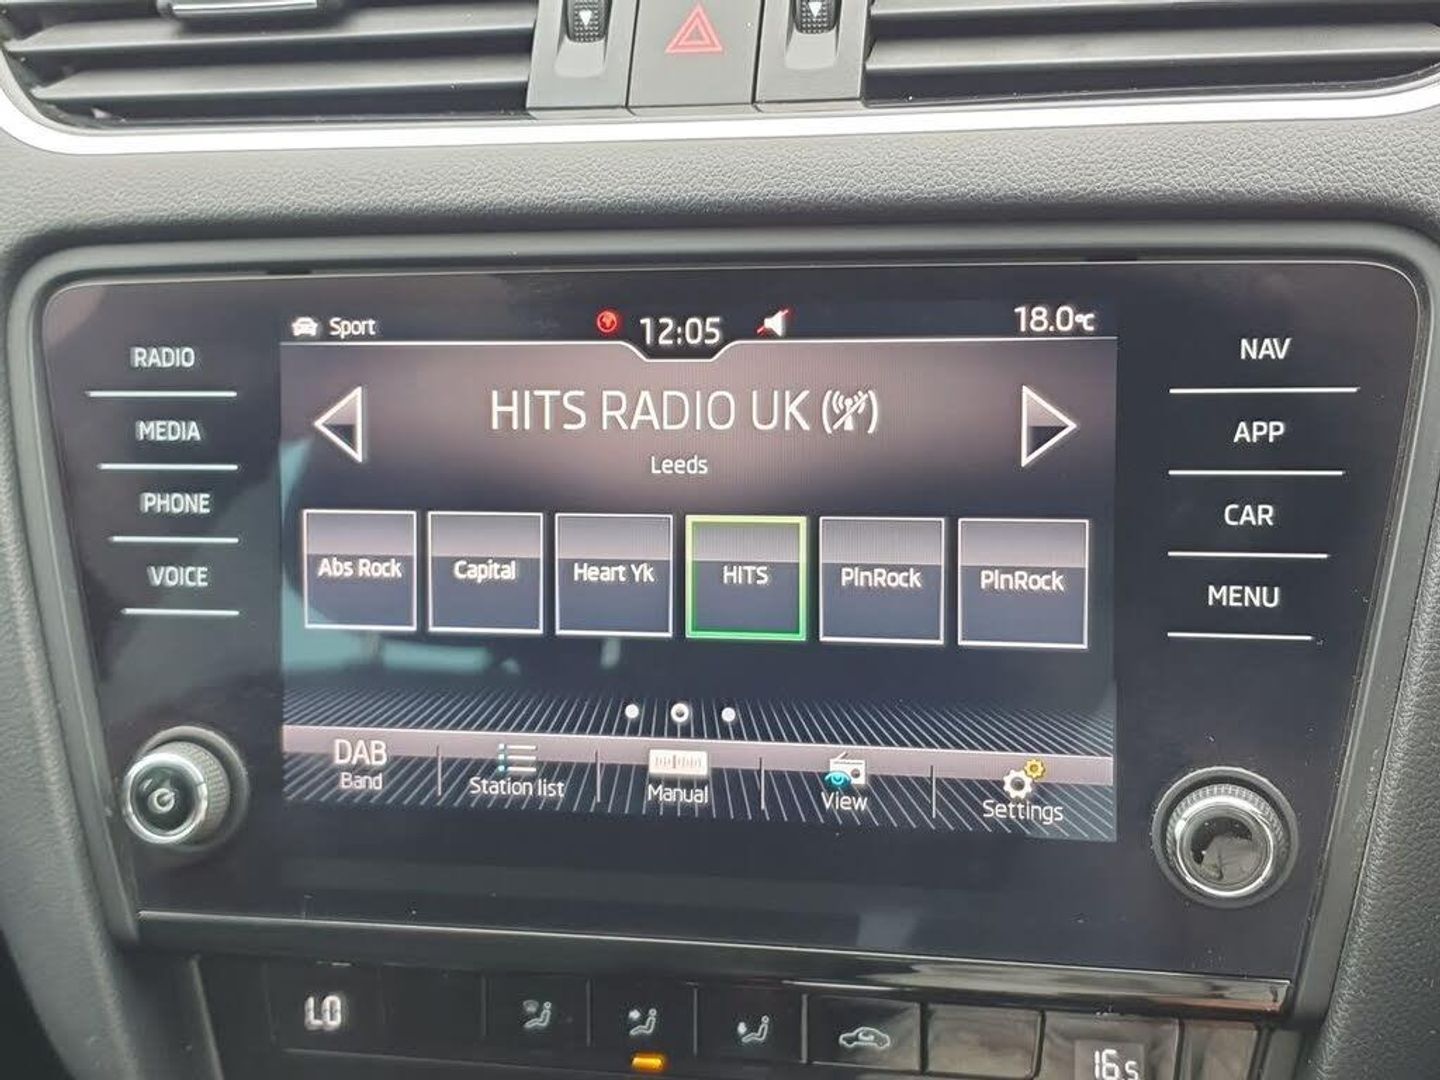 Sport 12:05 18.0°C
RADIO
NAV
HITS RADIO UK
MEDIA
APP
Leeds
PHONE
CAR
Abs Rock Capital Heart Yk HITS PlnRock PlnRock
VOICE
MENU
DAB
Band
Station list
Manual
View
Settings
LO
16.5